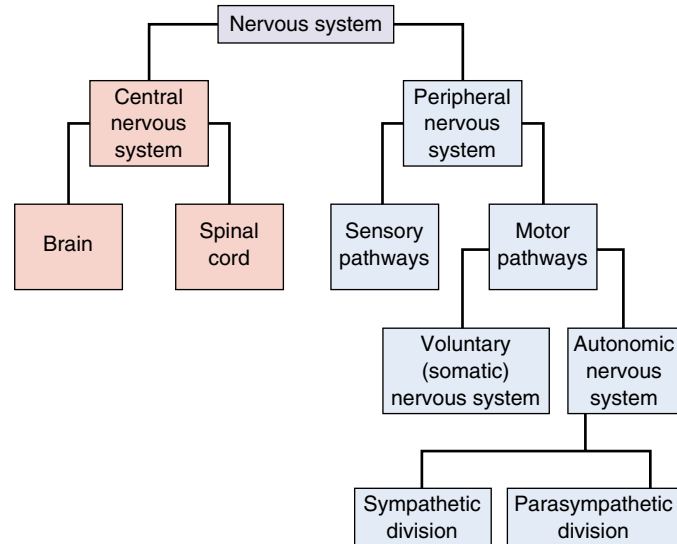 Nervous system
Central
nervous
system
Peripheral
nervous
system
Brain
Spinal
cord
Sensory
pathways
Motor
pathways
Voluntary
(somatic)
nervous system
Autonomic
nervous
system
Sympathetic
division
Parasympathetic
division